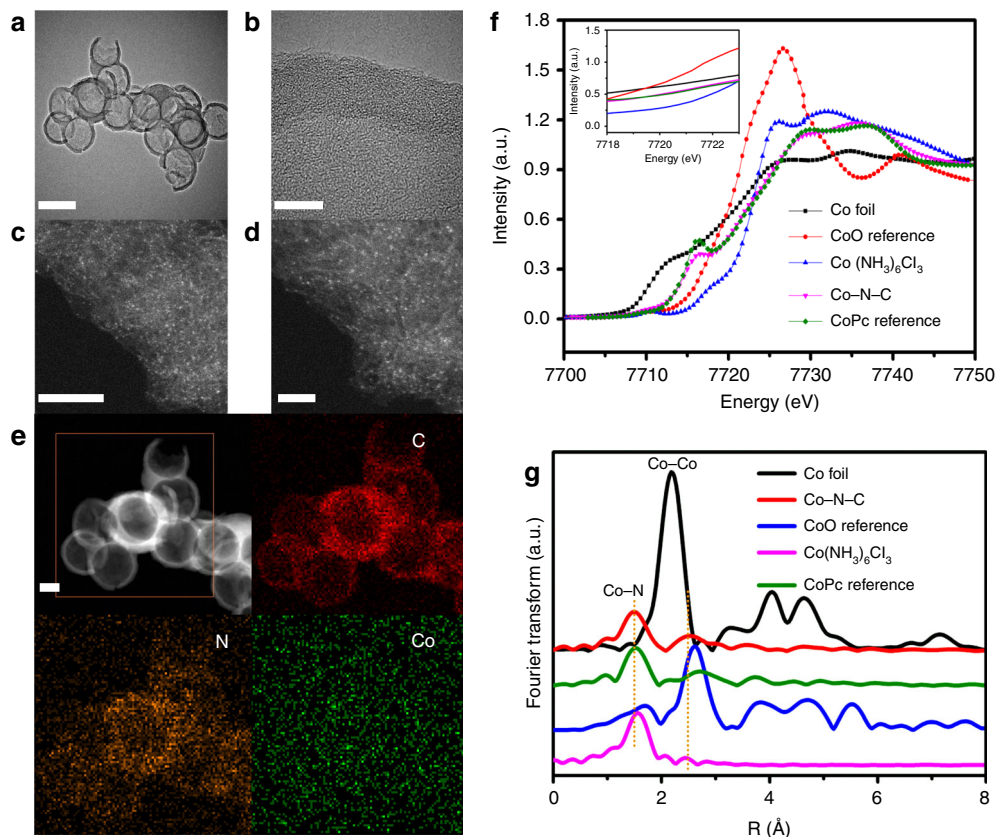 a
b
c
d
e
C
N
Co
f
1.8
1.5
1.2
0.9
0.6
0.3
0.0
Intensity (a.u.)
7700
7710
7720
7730
7740
7750
Energy (eV)
1.5
1.0
0.5
0.0
Intensity (a.u.)
7718
7720
7722
Energy (eV)
Co foil
CoO reference
Co (NH₃)₆Cl₃
Co–N–C
CoPc reference
g
Co–Co
Co–N
Co foil
Co–N–C
CoO reference
Co(NH₃)₆Cl₃
CoPc reference
Fourier transform (a.u.)
0
2
4
6
8
R (Å)